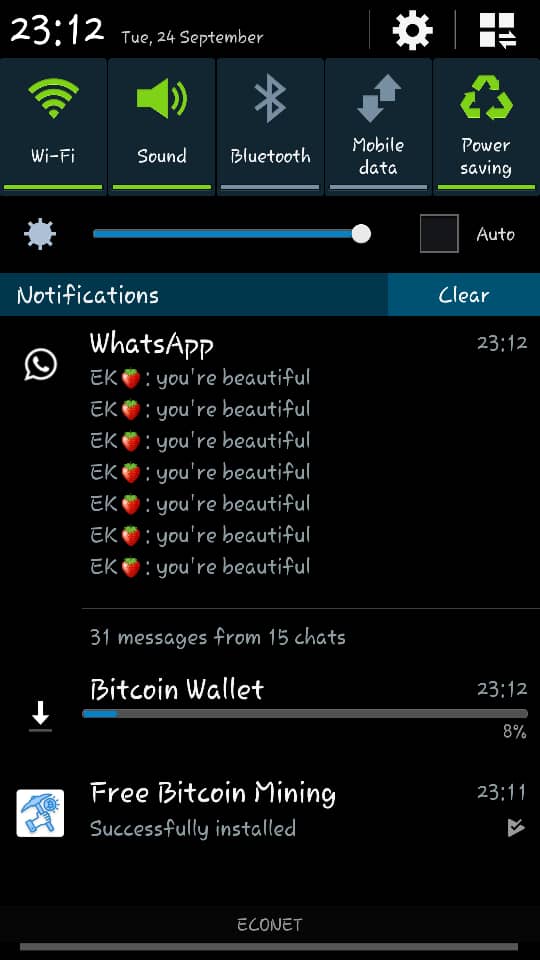 23:12 Tue, 24 September
Wi-Fi
Sound
Bluetooth
Mobile
data
Power
saving
Auto
Notifications
Clear
WhatsApp 23:12
EK🍓: you're beautiful
EK🍓: you're beautiful
EK🍓: you're beautiful
EK🍓: you're beautiful
EK🍓: you're beautiful
EK🍓: you're beautiful
EK🍓: you're beautiful
31 messages from 15 chats
Bitcoin Wallet 23:12
8%
Free Bitcoin Mining 23:11
Successfully installed
ECONET